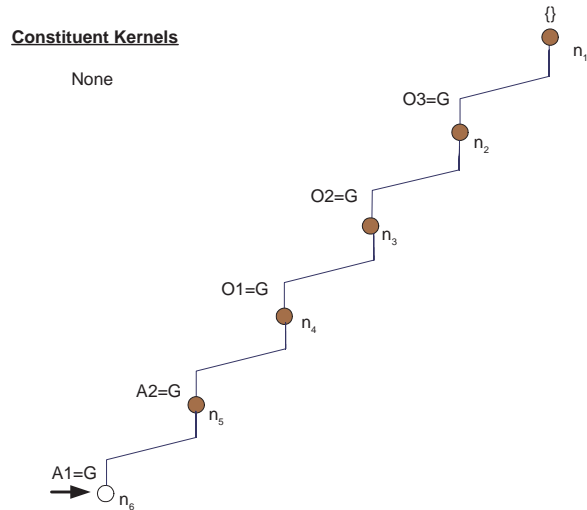 {}
Constituent Kernels
n1
None
O3=G
n2
O2=G
n3
O1=G
n4
A2=G
n5
A1=G
n6